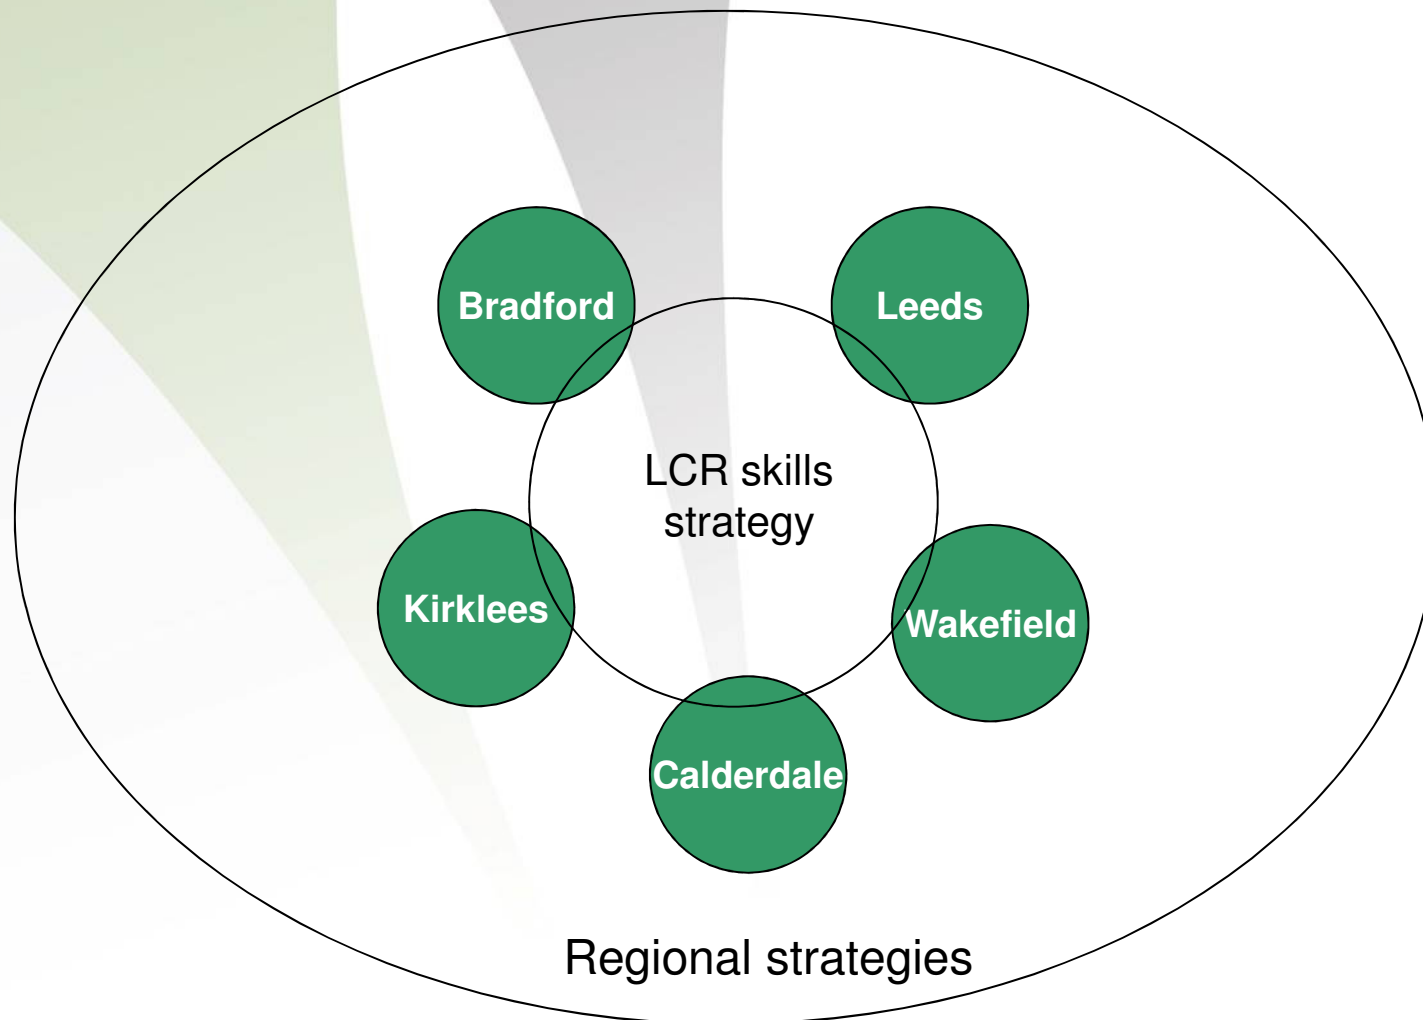 Bradford
Leeds
LCR skills
strategy
Kirklees
Wakefield
Calderdale
Regional strategies